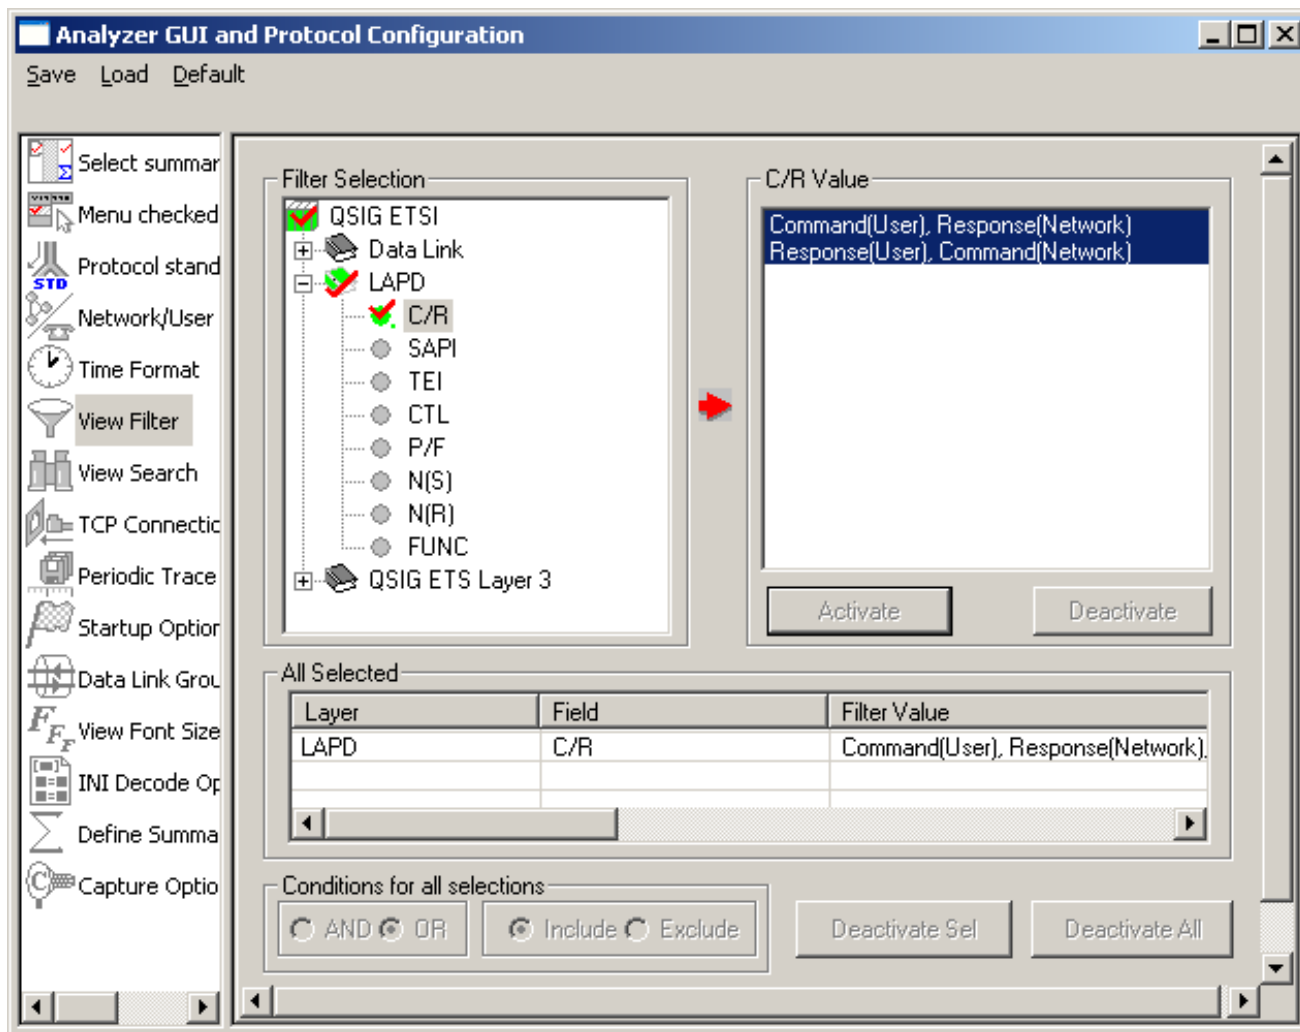 Analyzer GUI and Protocol Configuration
Save Load Default
Select summar
Menu checked
Protocol stand
STD
Network/User
Time Format
View Filter
View Search
TCP Connectic
Periodic Trace
Startup Option
Data Link Grou
View Font Size
INI Decode Op
Define Summa
Capture Optio
Filter Selection
QSIG ETSI
Data Link
LAPD
C/R
SAPI
TEI
CTL
P/F
N(S)
N(R)
FUNC
QSIG ETS Layer 3
C/R Value
Command(User), Response(Network)
Response(User), Command(Network)
Activate Deactivate
All Selected
Layer Field Filter Value
LAPD C/R Command(User), Response(Network),
Conditions for all selections
AND OR Include Exclude
Deactivate Sel Deactivate All